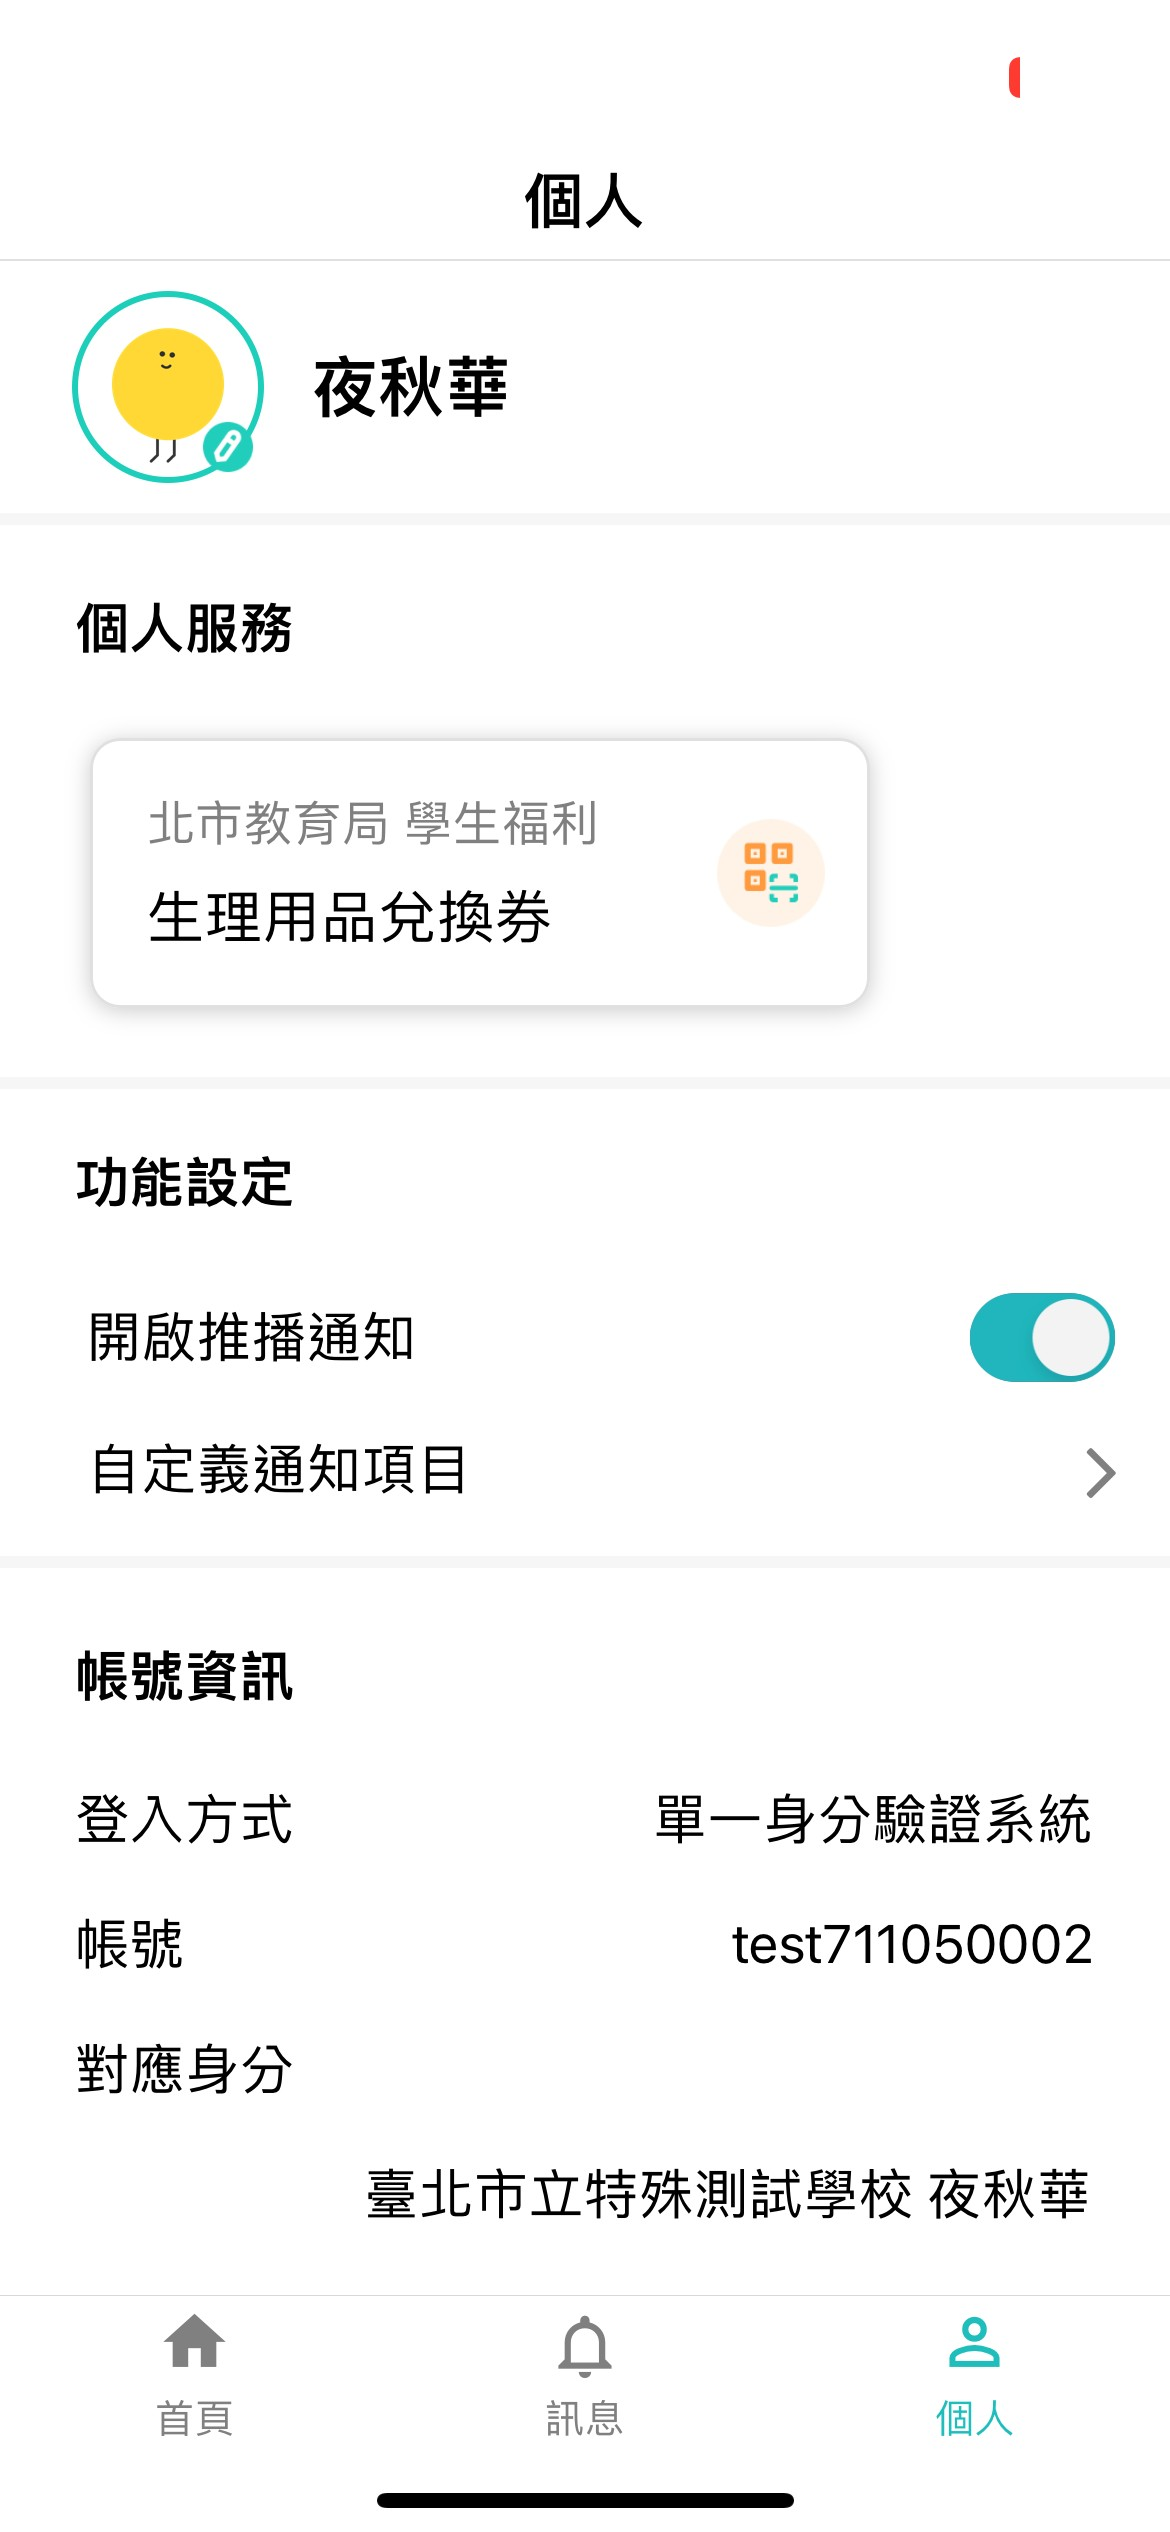 個人
夜秋華
個人服務
北市教育局 學生福利
生理用品兌換券
功能設定
開啟推播通知
自定義通知項目
帳號資訊
登入方式 單一身分驗證系統
帳號 test711050002
對應身分
臺北市立特殊測試學校 夜秋華
首頁 訊息 個人